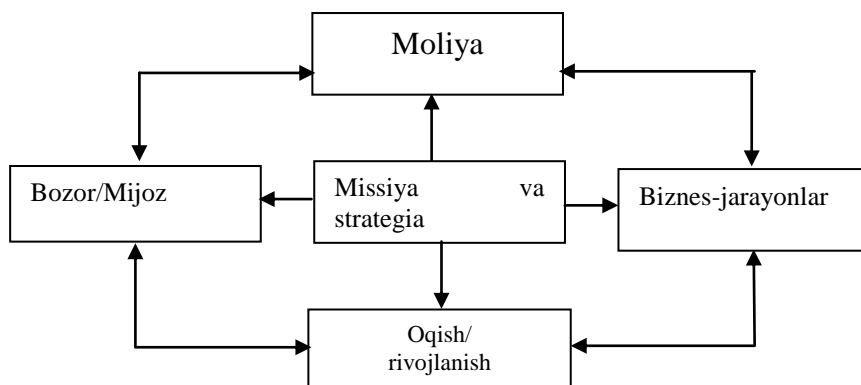 Moliya
Bozor/Mijoz
Missiya va
strategia
Biznes-jarayonlar
Oqish/
rivojlanish